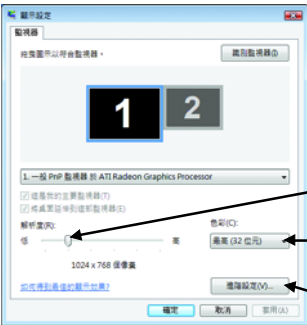 顯示設定
監視器
拖曳圖示以符合監視器。
識別監視器(I)
1
2
1. 一般 PnP 監視器 於 ATI Radeon Graphics Processor
這是我的主要監視器(T)
將桌面延伸到這部監視器(E)
解析度(R):
色彩(C):
低
高
最高 (32 位元)
1024 x 768 個像素
如何得到最佳的顯示效果?
進階設定(V)...
確定
取消
套用(A)